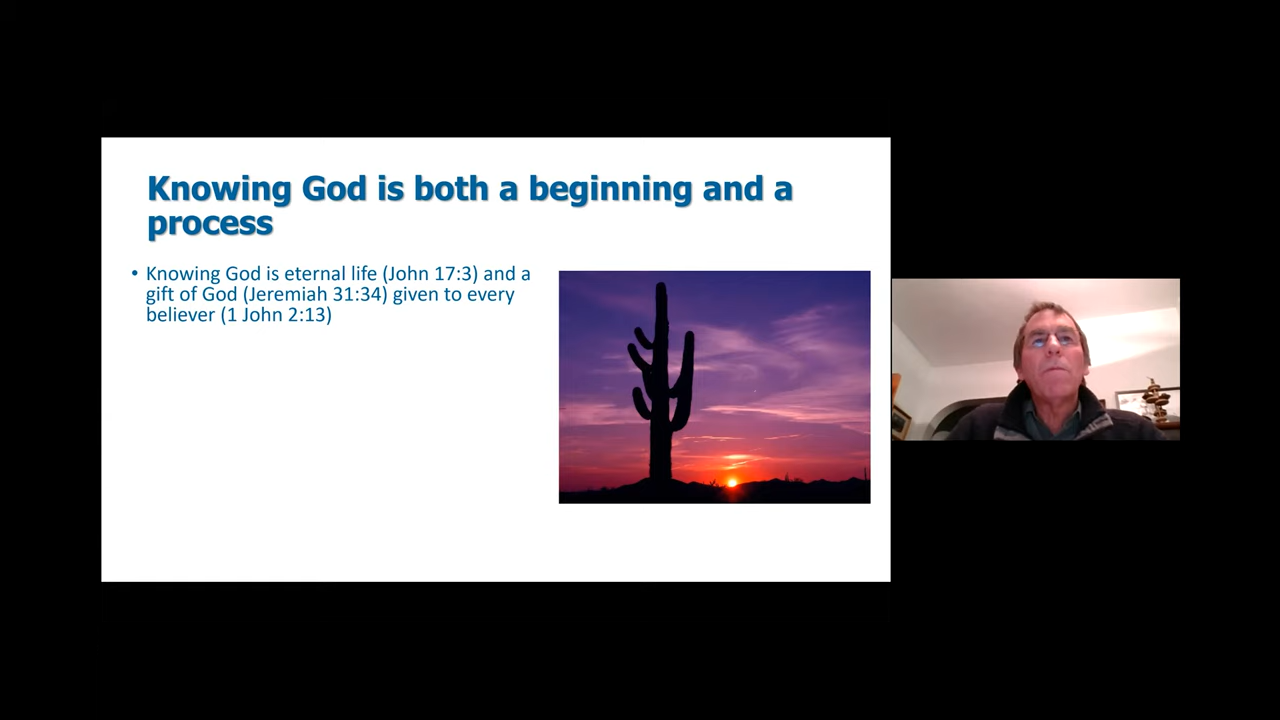 Knowing God is both a beginning and a
process
• Knowing God is eternal life (John 17:3) and a
gift of God (Jeremiah 31:34) given to every
believer (1 John 2:13)